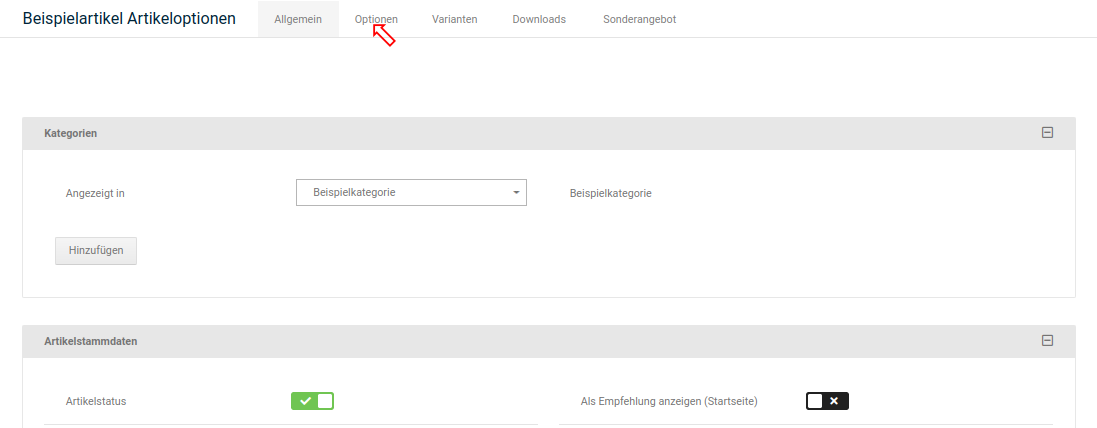 Beispielartikel Artikeloptionen Allgemein Optionen Varianten Downloads Sonderangebot
Kategorien
Angezeigt in Beispielkategorie Beispielkategorie
Hinzufügen
Artikelstammdaten
Artikelstatus Als Empfehlung anzeigen (Startseite)